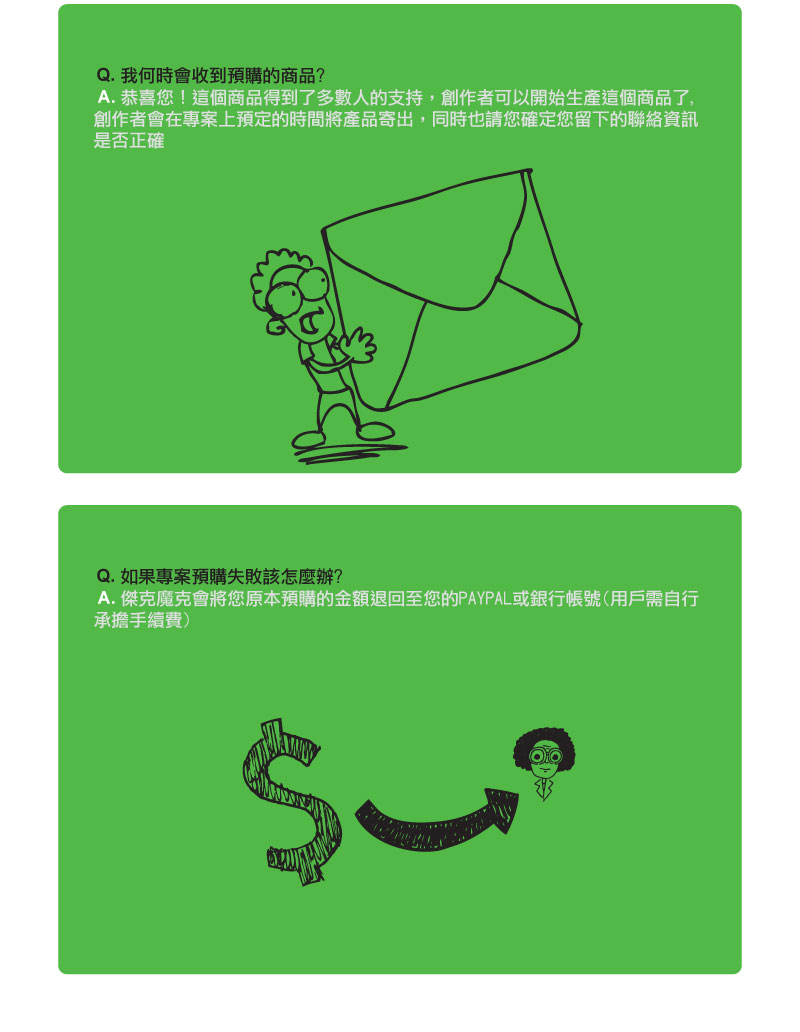 Q. 我何時會收到預購的商品?
A. 恭喜您！這個商品得到了多數人的支持，創作者可以開始生產這個商品了,
創作者會在專案上預定的時間將產品寄出，同時也請您確定您留下的聯絡資訊
是否正確
Q. 如果專案預購失敗該怎麼辦?
A. 傑克魔克會將您原本預購的金額退回至您的PAYPAL或銀行帳號(用戶需自行
承擔手續費)